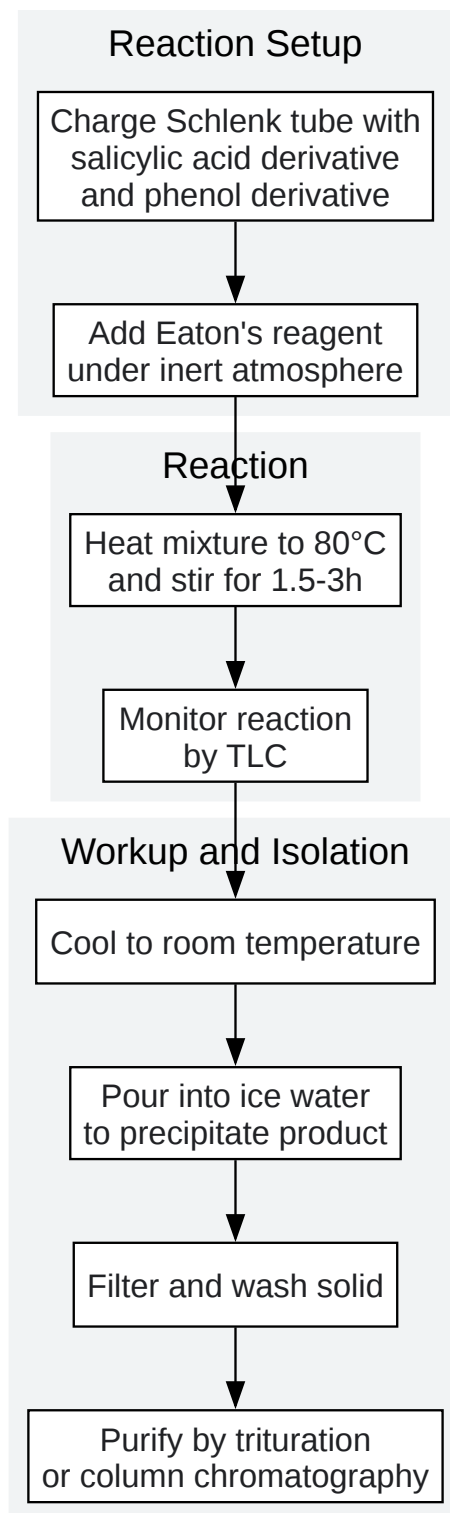 Reaction Setup
Charge Schlenk tube with
salicylic acid derivative
and phenol derivative
Add Eaton's reagent
under inert atmosphere
Reaction
Heat mixture to 80°C
and stir for 1.5-3h
Monitor reaction
by TLC
Workup and Isolation
Cool to room temperature
Pour into ice water
to precipitate product
Filter and wash solid
Purify by trituration
or column chromatography